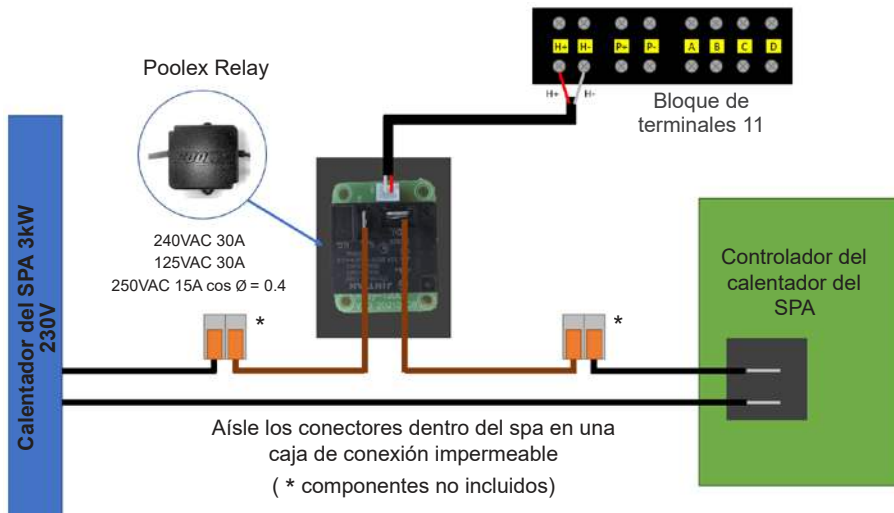 H+ H- P+ P- A B C D
H+ H-
Bloque de
terminales 11
Poolex Relay
240VAC 30A
125VAC 30A
250VAC 15A cos Ø = 0.4
Calentador del SPA 3kW
230V
*
*
Controlador del
calentador del
SPA
Aísle los conectores dentro del spa en una
caja de conexión impermeable
( * componentes no incluidos)